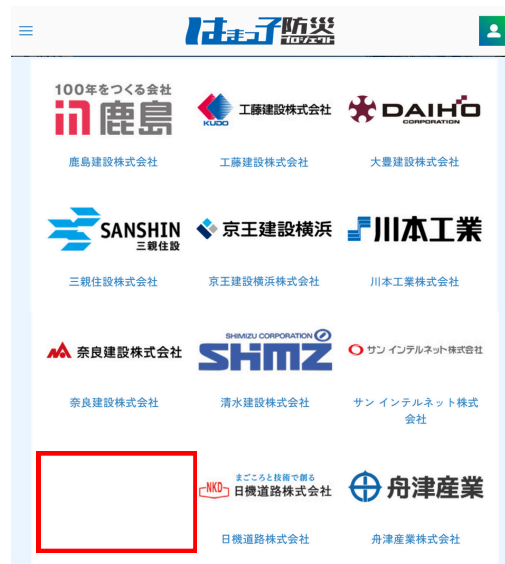 はまっ子防災
100年をつくる会社
鹿島
KUDO 工藤建設株式会社
DAIHO
CORPORATION
鹿島建設株式会社
工藤建設株式会社
大豊建設株式会社
SANSHIN
三親住設
京王建設横浜
川本工業
三親住設株式会社
京王建設横浜株式会社
川本工業株式会社
奈良建設株式会社
SHIMIZU CORPORATION
SHIMZ
サン インテルネット株式会社
奈良建設株式会社
清水建設株式会社
サン インテルネット株式
会社
まごころと技術で創る
NKD 日機道路株式会社
舟津産業
日機道路株式会社
舟津産業株式会社